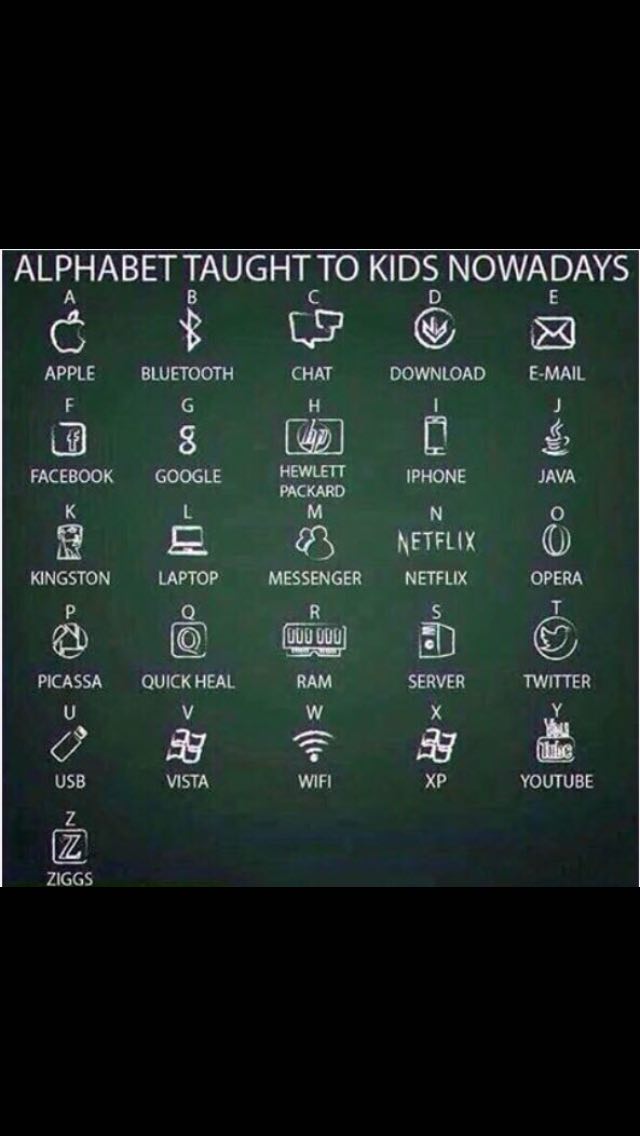 ALPHABET TAUGHT TO KIDS NOWADAYS
A B C D E
APPLE BLUETOOTH CHAT DOWNLOAD E-MAIL
F G H I J
f g hp
FACEBOOK GOOGLE HEWLETT PACKARD IPHONE JAVA
K L M N O
NETFLIX
KINGSTON LAPTOP MESSENGER NETFLIX OPERA
P Q R S T
Q
PICASSA QUICK HEAL RAM SERVER TWITTER
U V W X Y
You
Tube
USB VISTA WIFI XP YOUTUBE
Z
Z
ZIGGS